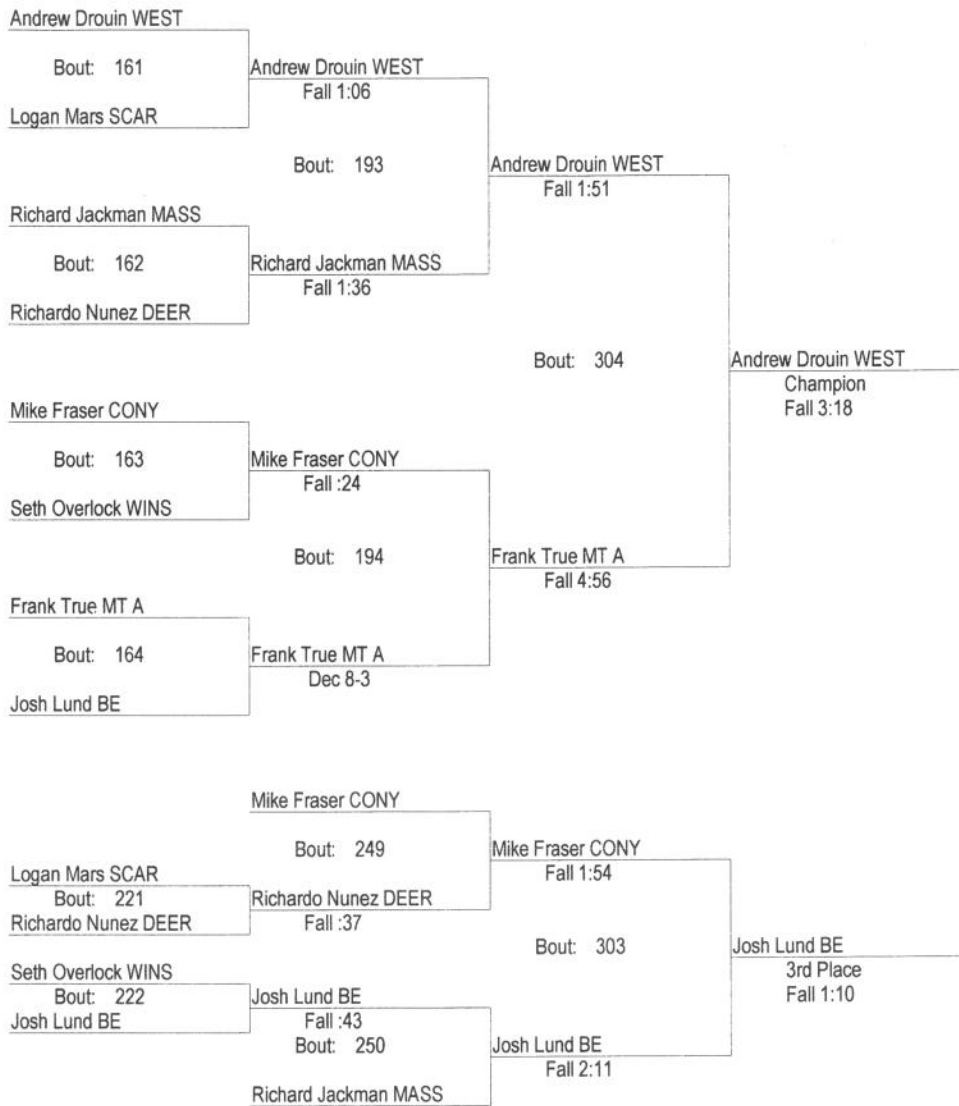 Andrew Drouin WEST
Bout: 161
Andrew Drouin WEST
Fall 1:06
Logan Mars SCAR
Bout: 193
Andrew Drouin WEST
Fall 1:51
Richard Jackman MASS
Bout: 162
Richard Jackman MASS
Fall 1:36
Richardo Nunez DEER
Bout: 304
Andrew Drouin WEST
Champion
Fall 3:18
Mike Fraser CONY
Bout: 163
Mike Fraser CONY
Fall :24
Seth Overlock WINS
Bout: 194
Frank True MT A
Fall 4:56
Frank True MT A
Bout: 164
Frank True MT A
Dec 8-3
Josh Lund BE
Mike Fraser CONY
Bout: 249
Mike Fraser CONY
Fall 1:54
Logan Mars SCAR
Bout: 221
Richardo Nunez DEER
Richardo Nunez DEER
Fall :37
Bout: 303
Josh Lund BE
3rd Place
Fall 1:10
Seth Overlock WINS
Bout: 222
Josh Lund BE
Josh Lund BE
Fall :43
Bout: 250
Josh Lund BE
Fall 2:11
Richard Jackman MASS